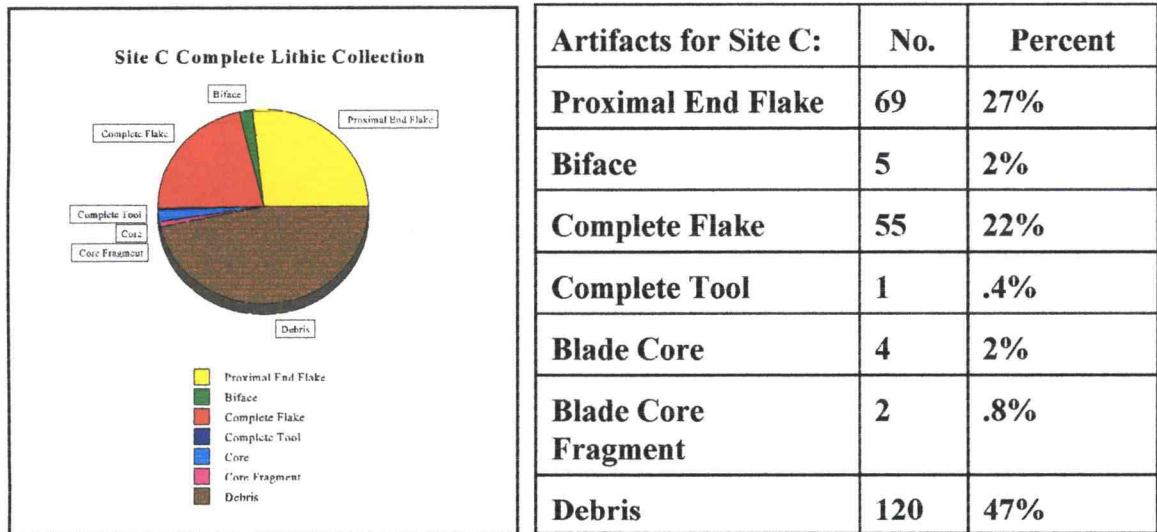 Site C Complete Lithic Collection
Biface
Proximal End Flake
Complete Flake
Complete Tool
Core
Core Fragment
Debris
Proximal End Flake
Biface
Complete Flake
Complete Tool
Core
Core Fragment
Debris
Artifacts for Site C: No. Percent
Proximal End Flake 69 27%
Biface 5 2%
Complete Flake 55 22%
Complete Tool 1 .4%
Blade Core 4 2%
Blade Core
Fragment 2 .8%
Debris 120 47%